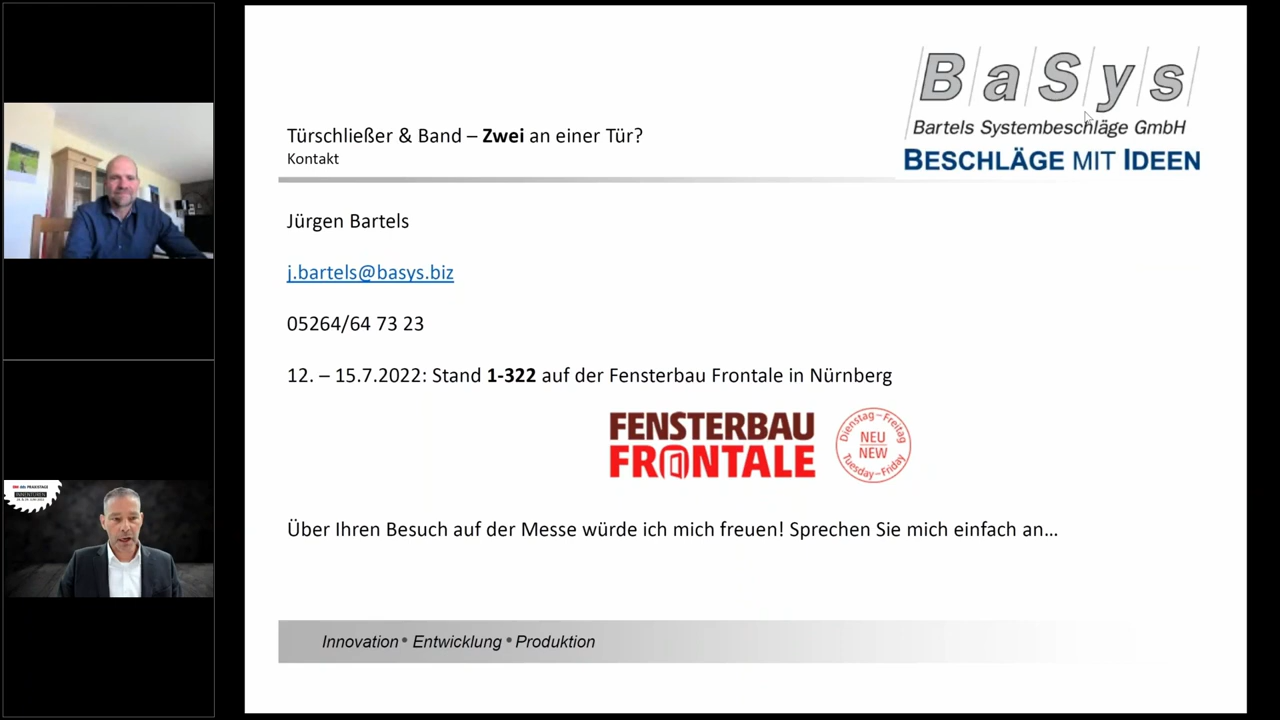 BaSys
Bartels Systembeschläge GmbH
BESCHLÄGE MIT IDEEN
Türschließer & Band – Zwei an einer Tür?
Kontakt
Jürgen Bartels
j.bartels@basys.biz
05264/64 73 23
12. – 15.7.2022: Stand 1-322 auf der Fensterbau Frontale in Nürnberg
FENSTERBAU
FRONTALE
Dienstag–Freitag
NEU
NEW
Tuesday–Friday
Über Ihren Besuch auf der Messe würde ich mich freuen! Sprechen Sie mich einfach an…
Innovation • Entwicklung • Produktion
PRAXISTAGE
INNENTÜREN